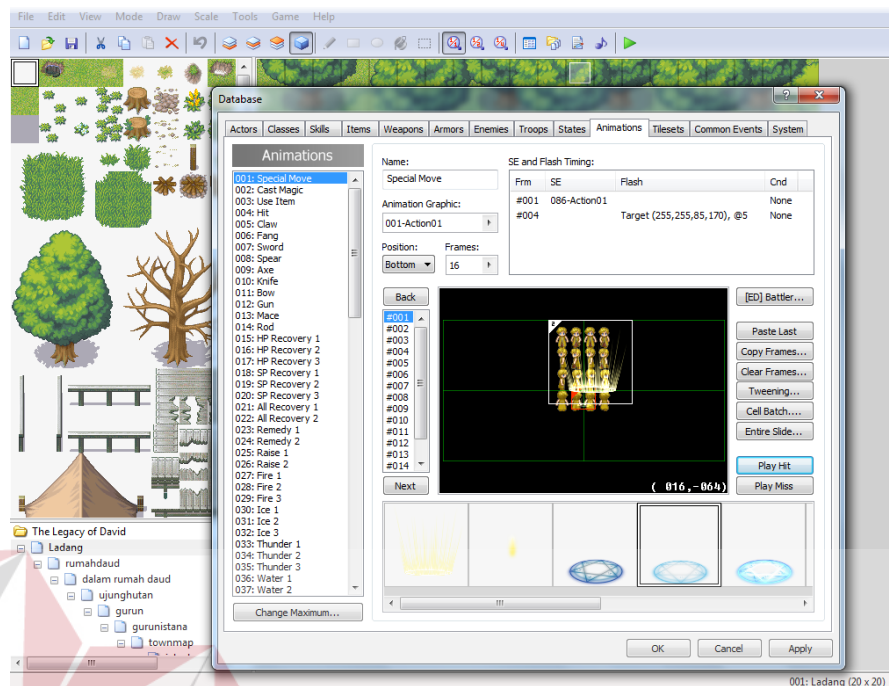 File Edit View Mode Draw Scale Tools Game Help
Database
Actors Classes Skills Items Weapons Armors Enemies Troops States Animations Tilesets Common Events System
Animations
001: Special Move
002: Cast Magic
003: Use Item
004: Hit
005: Claw
006: Fang
007: Sword
008: Spear
009: Axe
010: Knife
011: Bow
012: Gun
013: Mace
014: Rod
015: HP Recovery 1
016: HP Recovery 2
017: HP Recovery 3
018: SP Recovery 1
019: SP Recovery 2
020: SP Recovery 3
021: All Recovery 1
022: All Recovery 2
023: Remedy 1
024: Remedy 2
025: Raise 1
026: Raise 2
027: Fire 1
028: Fire 2
029: Fire 3
030: Ice 1
031: Ice 2
032: Ice 3
033: Thunder 1
034: Thunder 2
035: Thunder 3
036: Water 1
037: Water 2
Change Maximum...
Name:
Special Move
Animation Graphic:
001-Action01
Position: Frames:
Bottom 16
SE and Flash Timing:
Frm SE Flash Cnd
#001 086-Action01 None
#004 Target (255,255,85,170), @5 None
Back
#001
#002
#003
#004
#005
#006
#007
#008
#009
#010
#011
#012
#013
#014
Next
( 016,-064)
[ED] Battler...
Paste Last
Copy Frames...
Clear Frames...
Tweening...
Cell Batch....
Entire Slide...
Play Hit
Play Miss
OK Cancel Apply
The Legacy of David
Ladang
rumahdaud
dalam rumah daud
ujunghutan
gurun
gurunistana
townmap
001: Ladang (20 x 20)